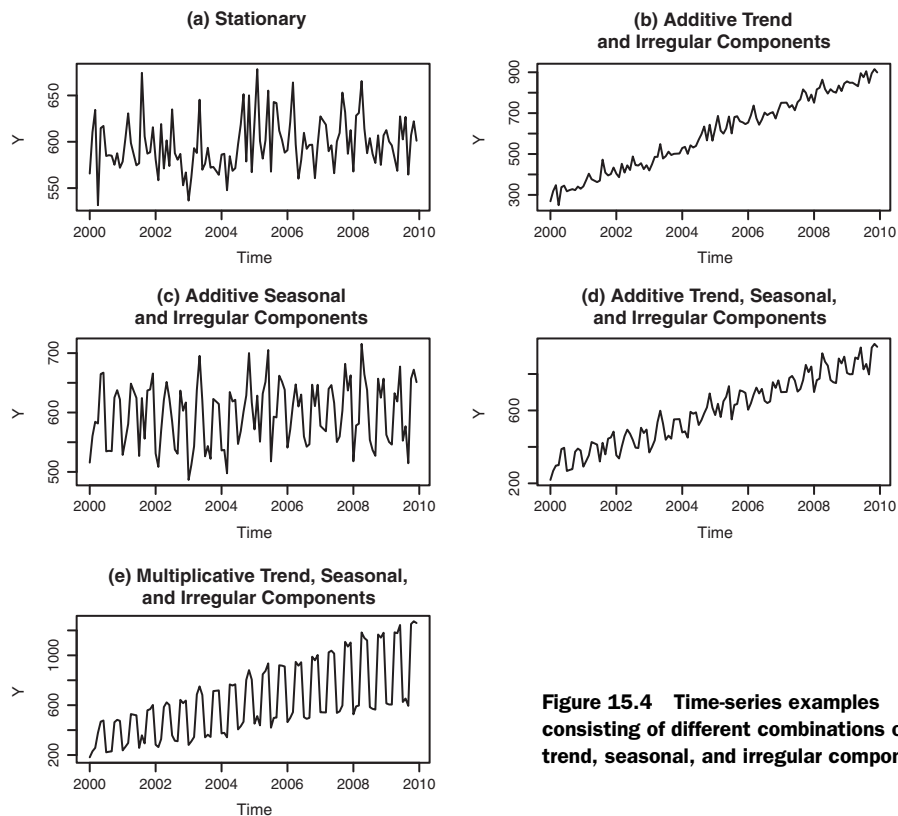 (a) Stationary
Y
550 600 650
2000 2002 2004 2006 2008 2010
Time
(b) Additive Trend
and Irregular Components
Y
300 500 700 900
2000 2002 2004 2006 2008 2010
Time
(c) Additive Seasonal
and Irregular Components
Y
500 600 700
2000 2002 2004 2006 2008 2010
Time
(d) Additive Trend, Seasonal,
and Irregular Components
Y
200 600
2000 2002 2004 2006 2008 2010
Time
(e) Multiplicative Trend, Seasonal,
and Irregular Components
Y
200 600 1000
2000 2002 2004 2006 2008 2010
Time
Figure 15.4 Time-series examples
consisting of different combinations
trend, seasonal, and irregular